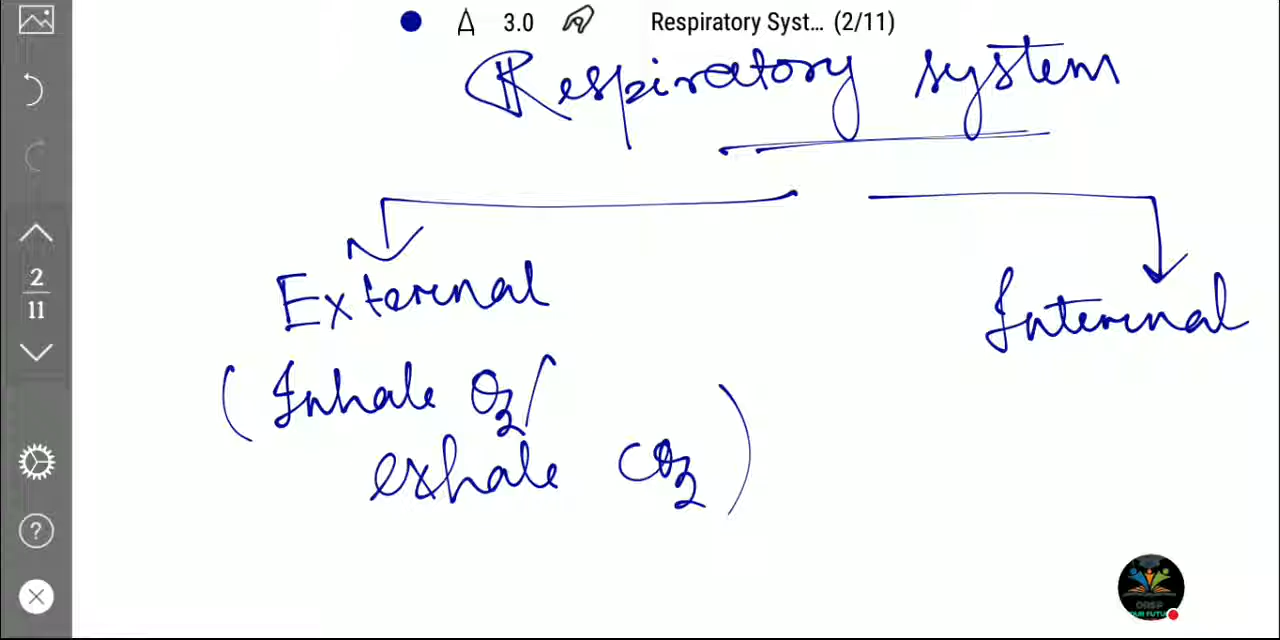 3.0 Respiratory Syst... (2/11)
Respiratory system
External
Internal
(Inhale O2/
exhale CO2)
2
11
?